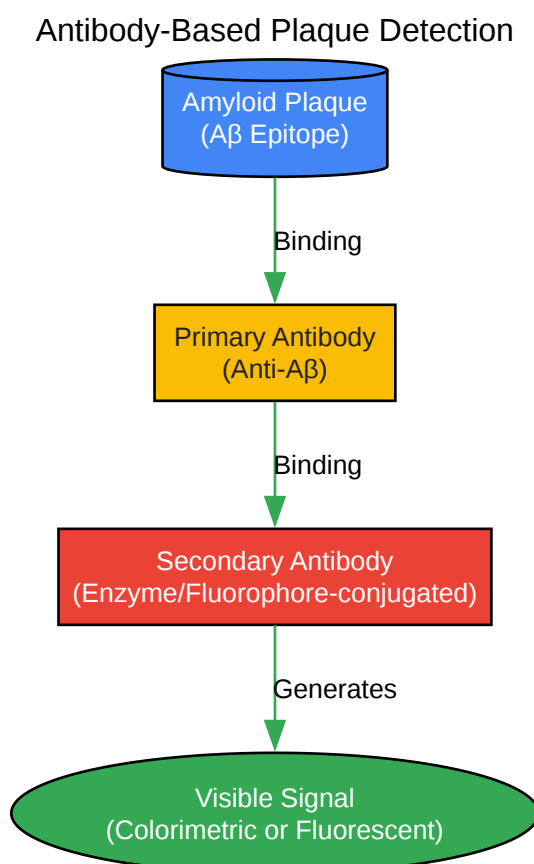 Antibody-Based Plaque Detection
Amyloid Plaque
(Aβ Epitope)
Binding
Primary Antibody
(Anti-Aβ)
Binding
Secondary Antibody
(Enzyme/Fluorophore-conjugated)
Generates
Visible Signal
(Colorimetric or Fluorescent)